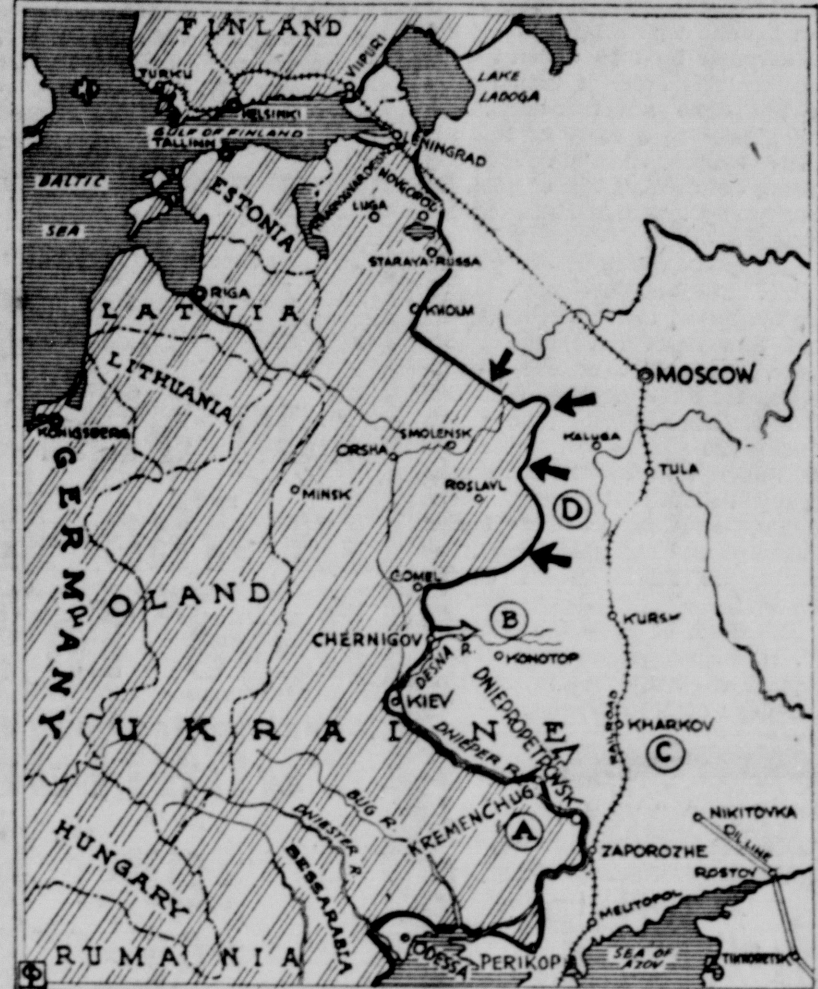 FINLAND
VIIPURI
TURKU
LAKE
LADOGA
HELSINKI
GULF OF FINLAND
TALLINN
LENINGRAD
BALTIC
SEA
NOVGOROD
ESTONIA
LUGA
STARAYA-RUSSA
RIGA
LATVIA
KHOLM
LITHUANIA
MOSCOW
KONIGSBERG
SMOLENSK
KALUGA
ORSHA
TULA
GERMANY
MINSK
ROSLAVL
D
GOMEL
OLAND
B
KURSK
CHERNIGOV
DESNA R.
KONOTOP
KIEV
DNIEPROPETROVSK
UKRAINE
DNIEPER R.
RAILROAD
KHARKOV
C
BUG R.
KREMENCHUG
A
NIKITOVKA
OIL LINE
DNIESTER R.
ZAPOROZHE
ROSTOV
HUNGARY
BESSARABIA
MELITOPOL
RUMANIA
ODESSA
PERIKOP
SEA OF
AZOV